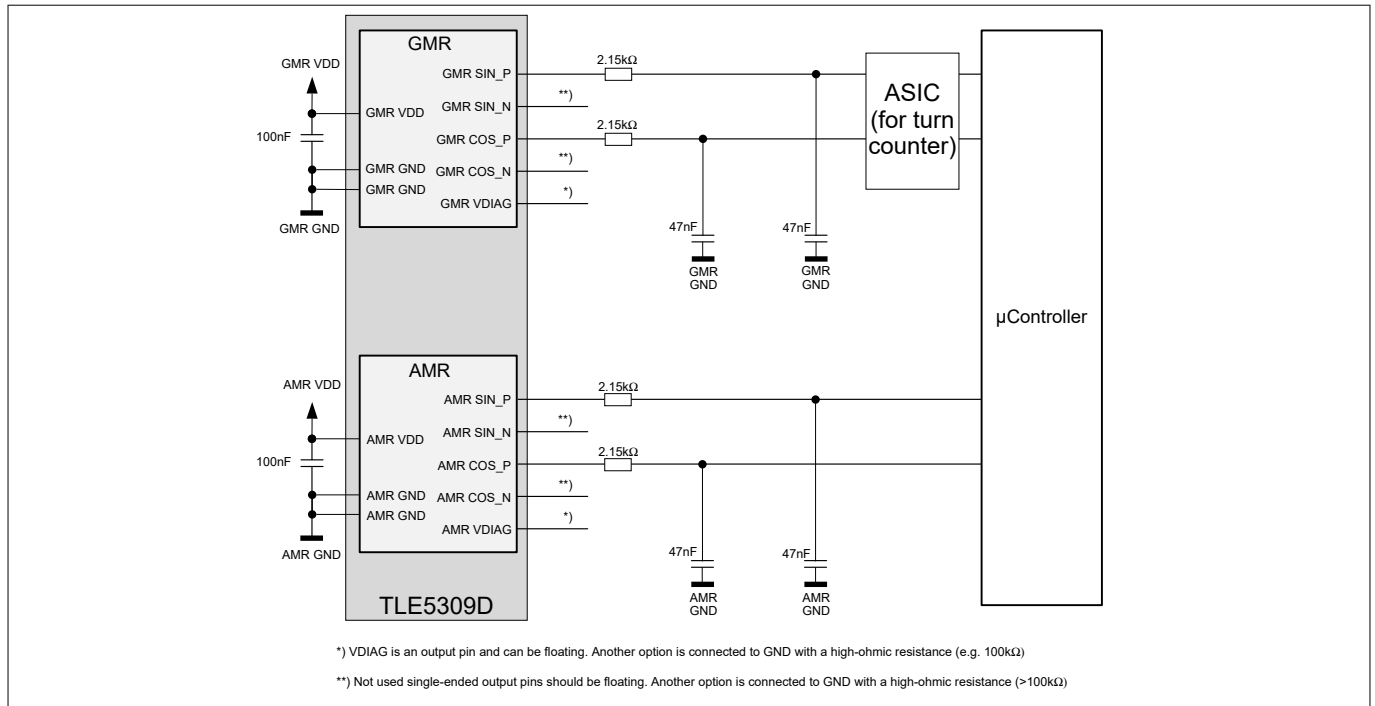 GMR
GMR VDD
100nF
GMR GND
GMR VDD
GMR GND
GMR GND
GMR SIN_P
GMR SIN_N
GMR COS_P
GMR COS_N
GMR VDIAG
2.15kΩ
**)
2.15kΩ
**)
*)
47nF
GMR
GND
47nF
GMR
GND
ASIC
(for turn
counter)
µController
AMR
AMR VDD
100nF
AMR GND
AMR VDD
AMR GND
AMR GND
AMR SIN_P
AMR SIN_N
AMR COS_P
AMR COS_N
AMR VDIAG
2.15kΩ
**)
2.15kΩ
**)
*)
47nF
AMR
GND
47nF
AMR
GND
TLE5309D
*) VDIAG is an output pin and can be floating. Another option is connected to GND with a high-ohmic resistance (e.g. 100kΩ)
**) Not used single-ended output pins should be floating. Another option is connected to GND with a high-ohmic resistance (>100kΩ)